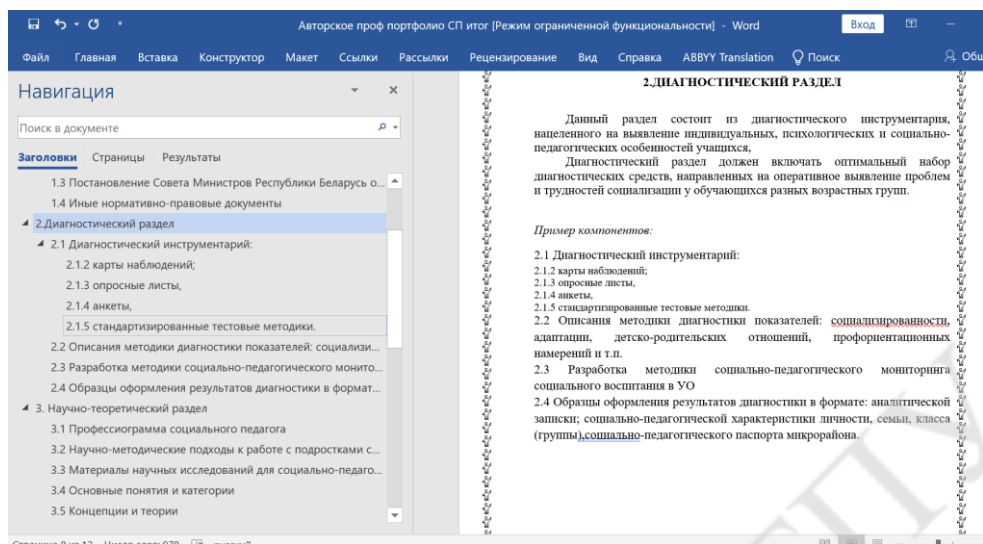 Авторское проф портфолио СП итог [Режим ограниченной функциональности] - Word
Вход
Файл Главная Вставка Конструктор Макет Ссылки Рассылки Рецензирование Вид Справка ABBYY Translation Поиск
Навигация
Поиск в документе
Заголовки Страницы Результаты
1.3 Постановление Совета Министров Республики Беларусь о...
1.4 Иные нормативно-правовые документы
2.Диагностический раздел
2.1 Диагностический инструментарий:
2.1.2 карты наблюдений;
2.1.3 опросные листы,
2.1.4 анкеты,
2.1.5 стандартизированные тестовые методики.
2.2 Описания методики диагностики показателей: социализи...
2.3 Разработка методики социально-педагогического монито...
2.4 Образцы оформления результатов диагностики в формат...
3. Научно-теоретический раздел
3.1 Профессиограмма социального педагога
3.2 Научно-методические подходы к работе с подростками с...
3.3 Материалы научных исследований для социально-педаго...
3.4 Основные понятия и категории
3.5 Концепции и теории
2.ДИАГНОСТИЧЕСКИЙ РАЗДЕЛ
Данный раздел состоит из диагностического инструментария,
нацеленного на выявление индивидуальных, психологических и социально-
педагогических особенностей учащихся,
Диагностический раздел должен включать оптимальный набор
диагностических средств, направленных на оперативное выявление проблем
и трудностей социализации у обучающихся разных возрастных групп.
Пример компонентов:
2.1 Диагностический инструментарий:
2.1.2 карты наблюдений;
2.1.3 опросные листы,
2.1.4 анкеты,
2.1.5 стандартизированные тестовые методики.
2.2 Описания методики диагностики показателей: социализированности,
адаптации, детско-родительских отношений, профориентационных
намерений и т.п.
2.3 Разработка методики социально-педагогического мониторинга
социального воспитания в УО
2.4 Образцы оформления результатов диагностики в формате: аналитической
записки; социально-педагогической характеристики личности, семьи, класса
(группы),социально-педагогического паспорта микрорайона.